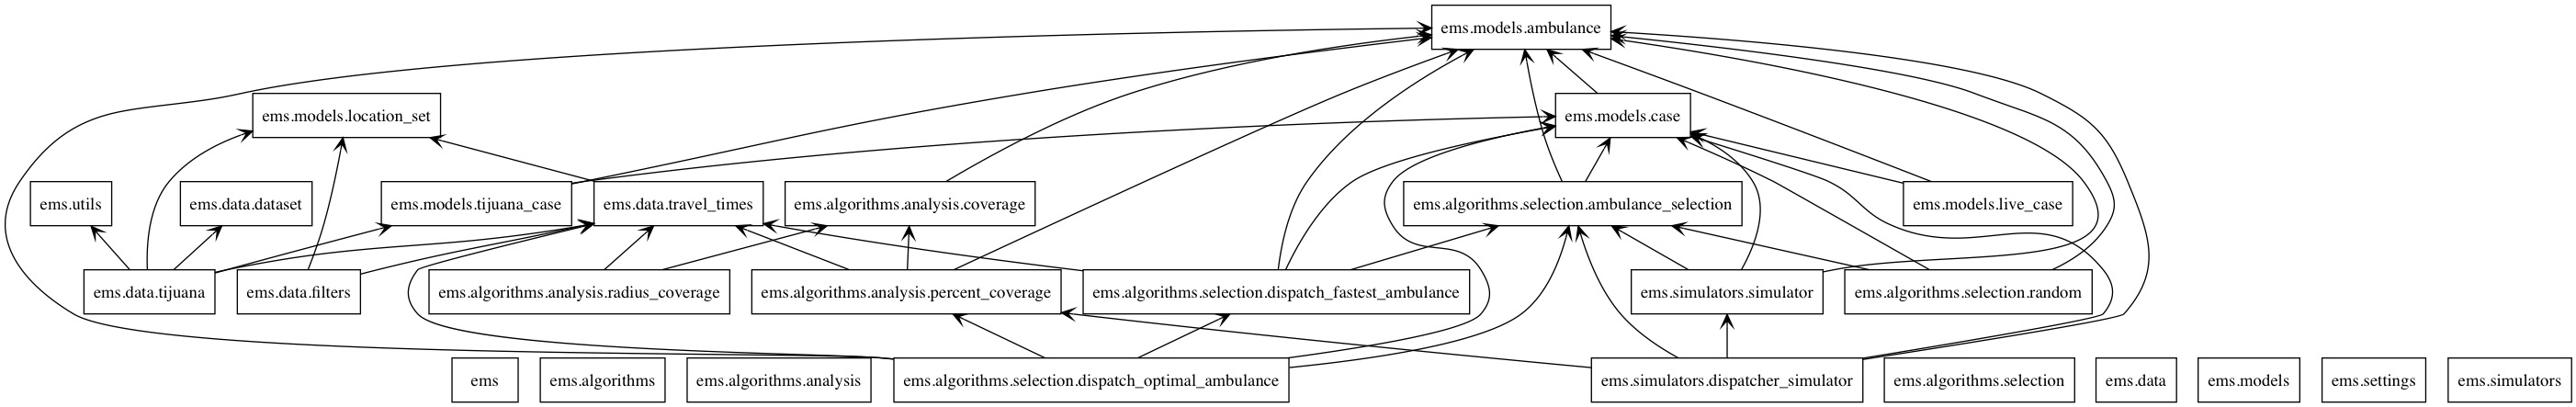 ems.models.ambulance
ems.models.location_set
ems.models.case
ems.utils
ems.data.dataset
ems.models.tijuana_case
ems.data.travel_times
ems.algorithms.analysis.coverage
ems.algorithms.selection.ambulance_selection
ems.models.live_case
ems.data.tijuana
ems.data.filters
ems.algorithms.analysis.radius_coverage
ems.algorithms.analysis.percent_coverage
ems.algorithms.selection.dispatch_fastest_ambulance
ems.simulators.simulator
ems.algorithms.selection.random
ems
ems.algorithms
ems.algorithms.analysis
ems.algorithms.selection.dispatch_optimal_ambulance
ems.simulators.dispatcher_simulator
ems.algorithms.selection
ems.data
ems.models
ems.settings
ems.simulators